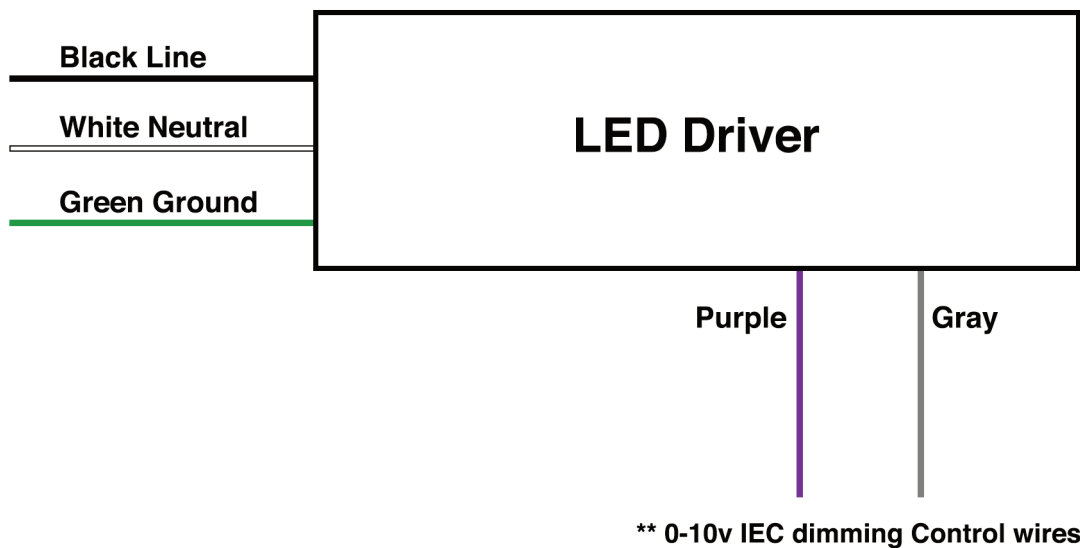 Black Line
White Neutral
LED Driver
Green Ground
Purple
Gray
** 0-10v IEC dimming Control wires